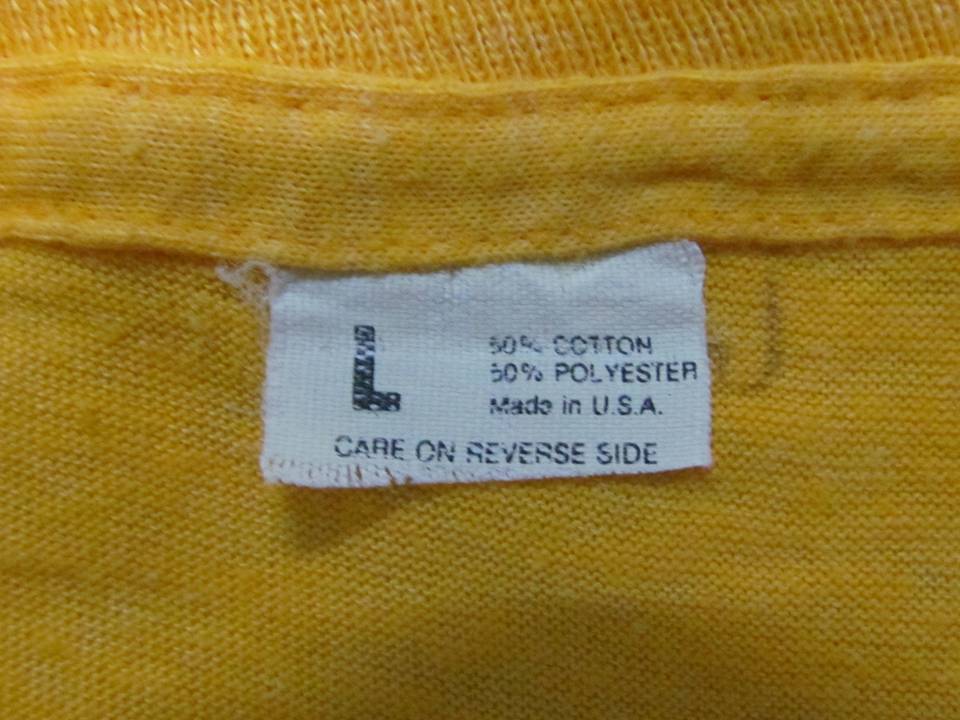 L
50% COTTON
50% POLYESTER
Made in U.S.A.
CARE ON REVERSE SIDE